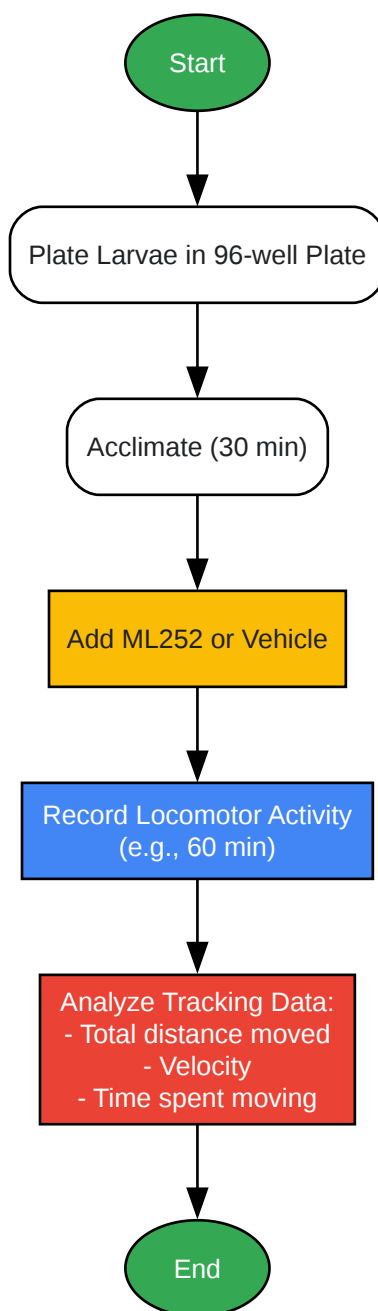 Start
Plate Larvae in 96-well Plate
Acclimate (30 min)
Add ML252 or Vehicle
Record Locomotor Activity
(e.g., 60 min)
Analyze Tracking Data:
- Total distance moved
- Velocity
- Time spent moving
End